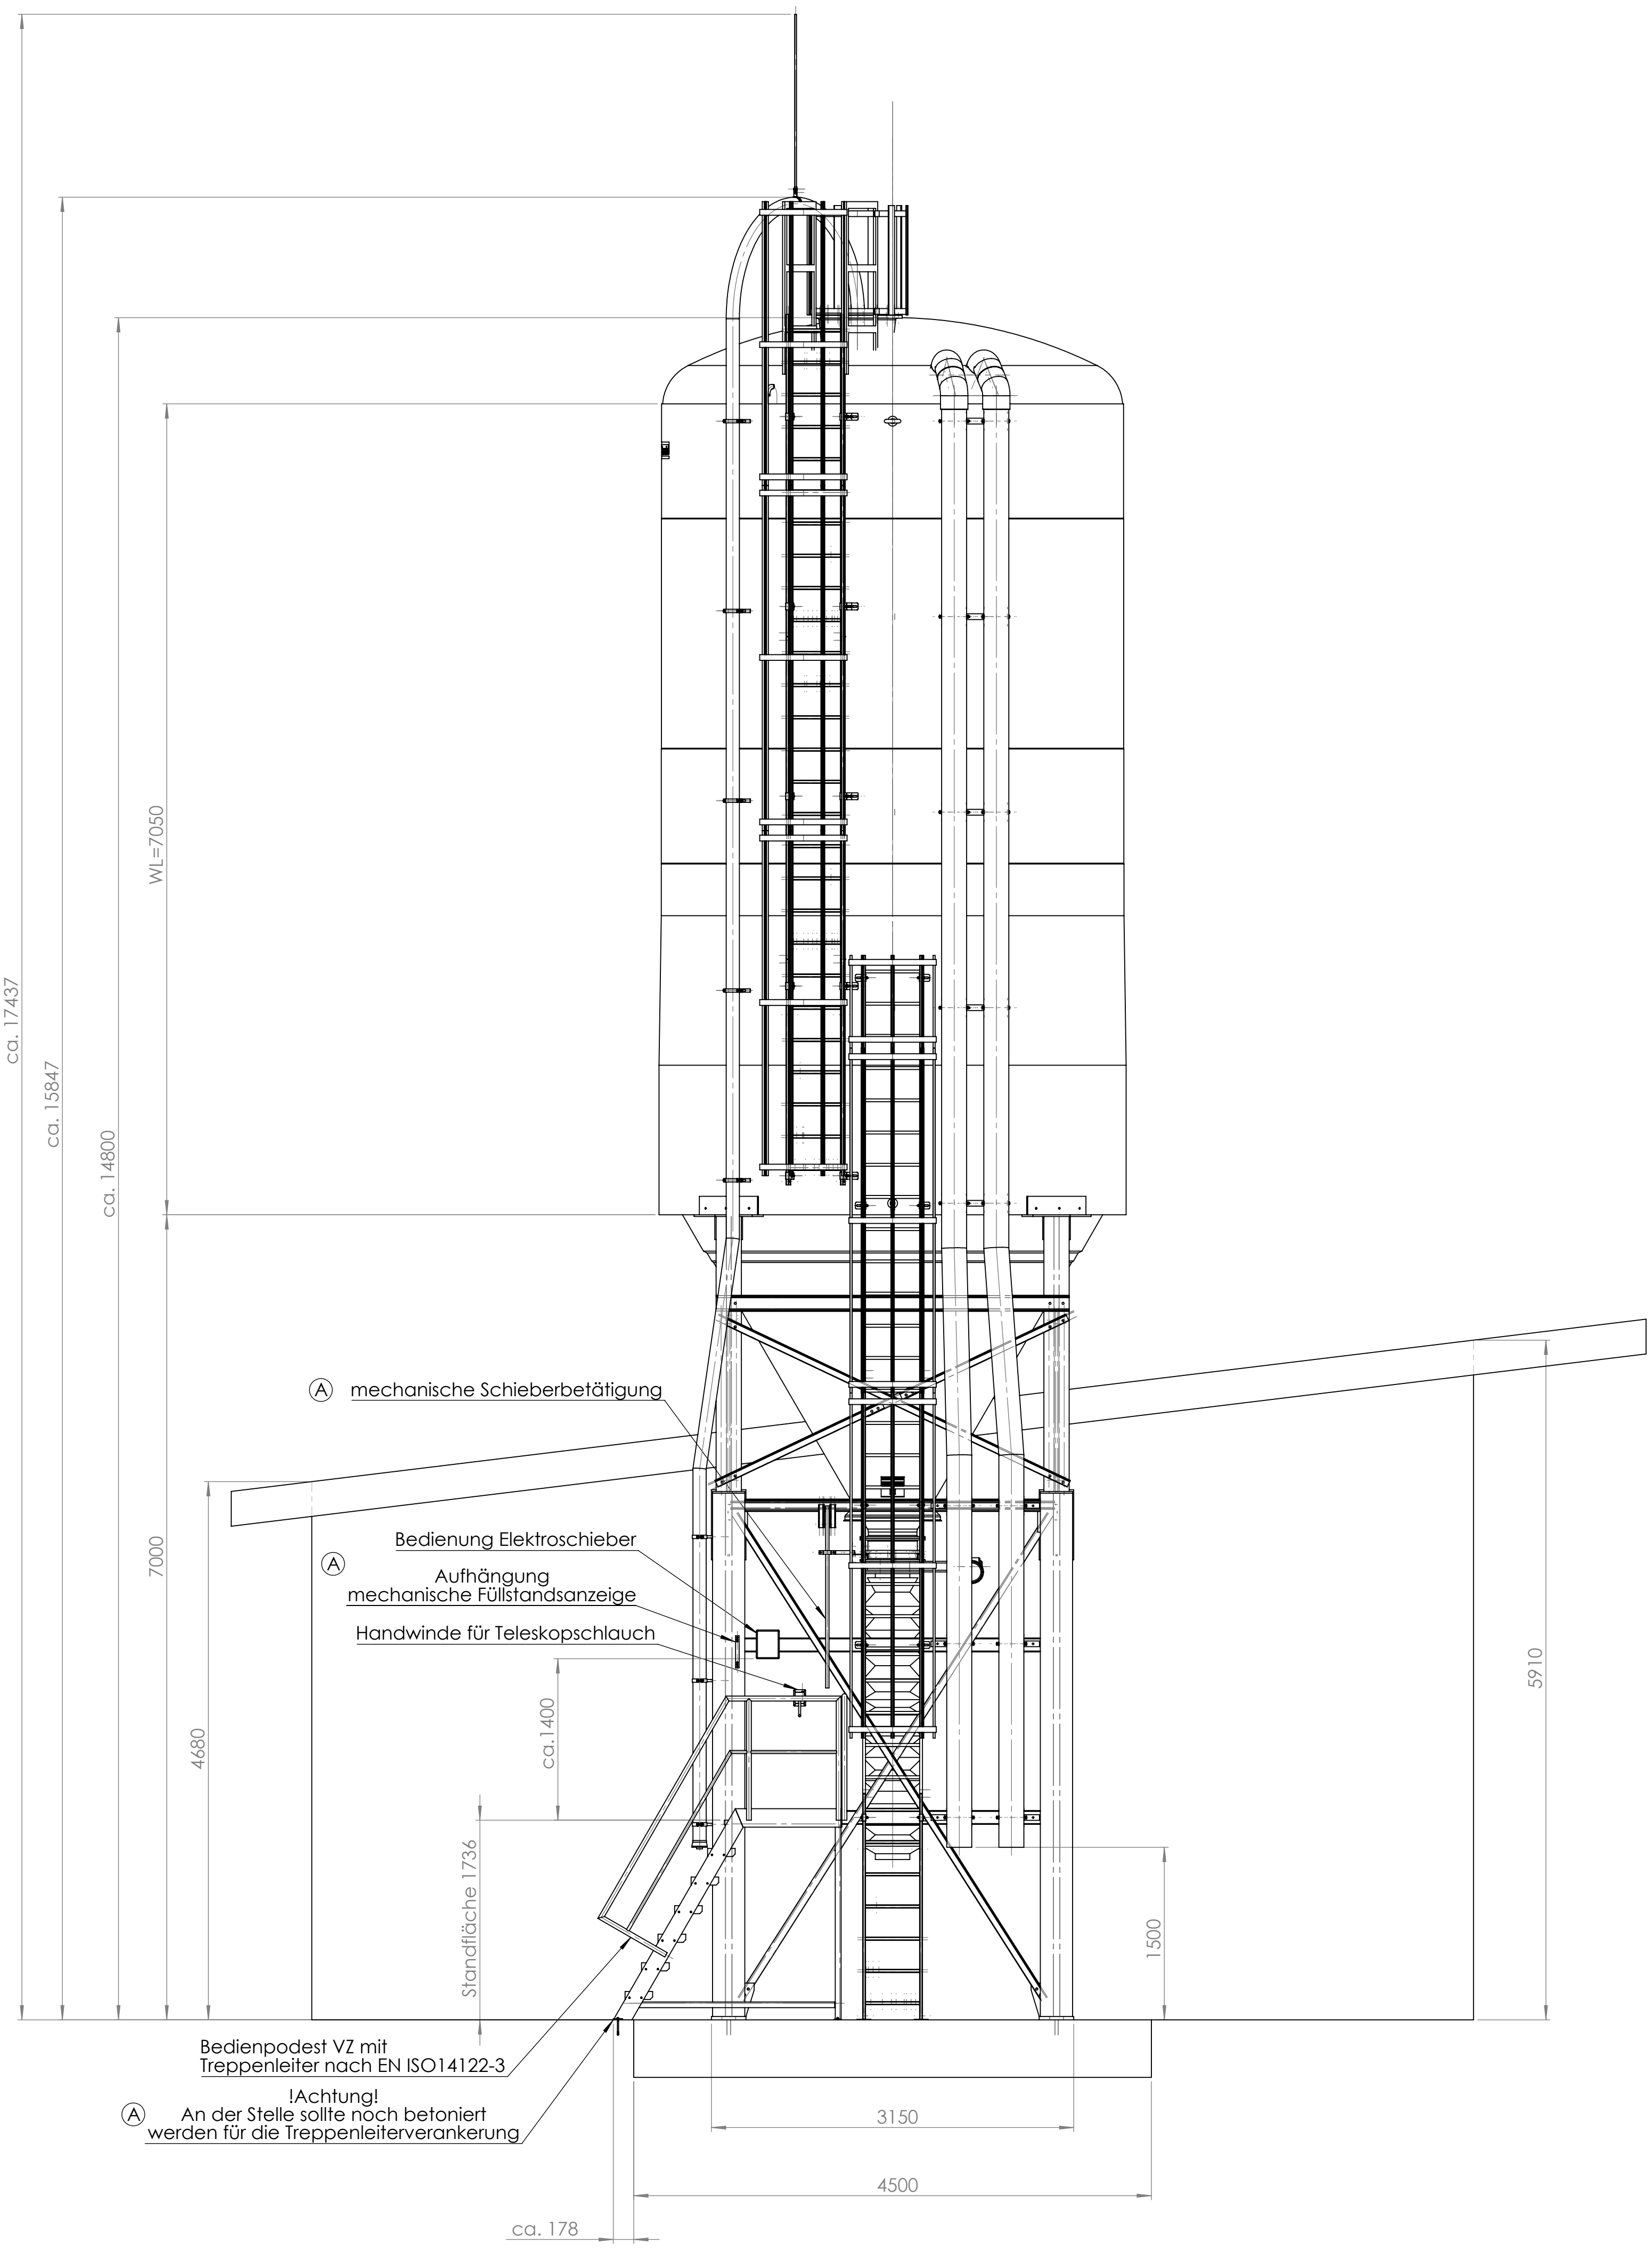 ca. 17437
ca. 15847
ca. 14800
WL=7050
7000
4680
A mechanische Schieberbetätigung
Bedienung Elektroschieber
A
Aufhängung
mechanische Füllstandsanzeige
Handwinde für Teleskopschlauch
ca.1400
Standfläche 1736
5910
1500
Bedienpodest VZ mit
Treppenleiter nach EN ISO14122-3
!Achtung!
A An der Stelle sollte noch betoniert
werden für die Treppenleiterverankerung
3150
4500
ca. 178